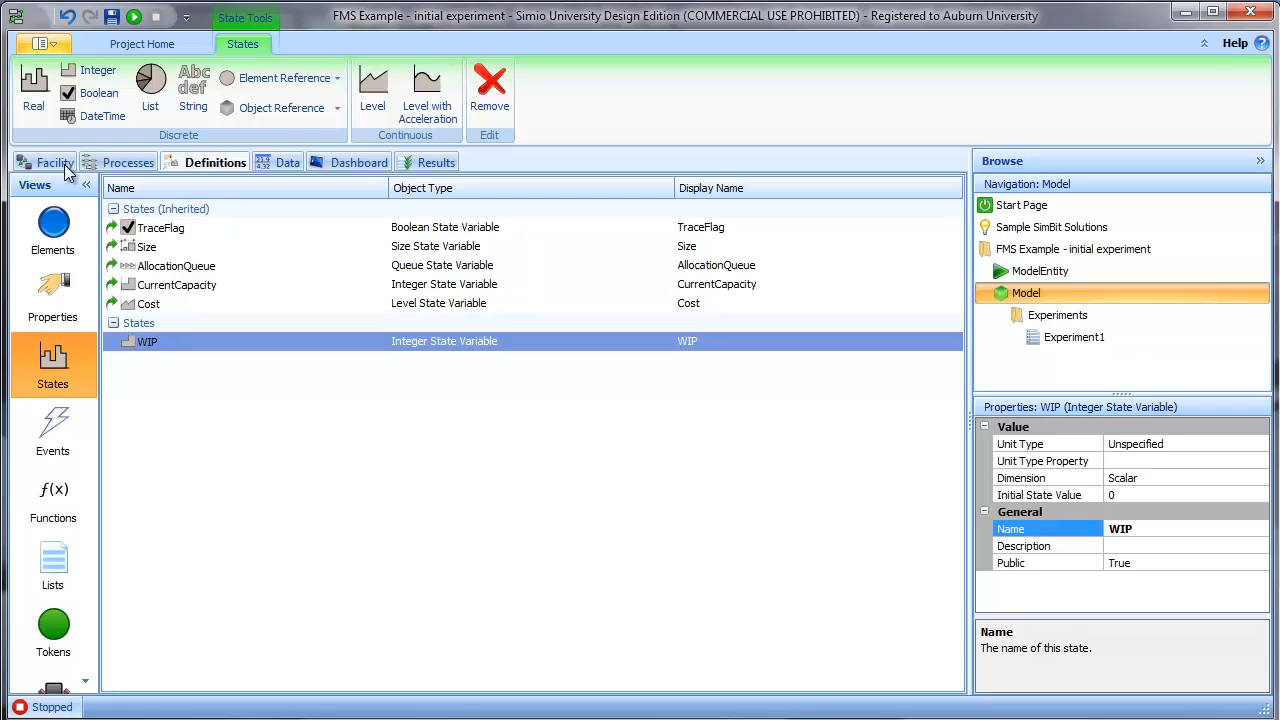 FMS Example - initial experiment - Simio University Design Edition (COMMERCIAL USE PROHIBITED) - Registered to Auburn University
State Tools
Project Home
States
Help
Real
Integer
Boolean
DateTime
List
Abc
def
String
Element Reference
Object Reference
Discrete
Level
Level with
Acceleration
Continuous
Remove
Edit
Facility
Processes
Definitions
Data
Dashboard
Results
Views
Elements
Properties
States
Events
f(x)
Functions
Lists
Tokens
Name Object Type Display Name
States (Inherited)
TraceFlag Boolean State Variable TraceFlag
Size Size State Variable Size
AllocationQueue Queue State Variable AllocationQueue
CurrentCapacity Integer State Variable CurrentCapacity
Cost Level State Variable Cost
States
WIP Integer State Variable WIP
Browse
Navigation: Model
Start Page
Sample SimBit Solutions
FMS Example - initial experiment
ModelEntity
Model
Experiments
Experiment1
Properties: WIP (Integer State Variable)
Value
Unit Type Unspecified
Unit Type Property
Dimension Scalar
Initial State Value 0
General
Name WIP
Description
Public True
Name
The name of this state.
Stopped